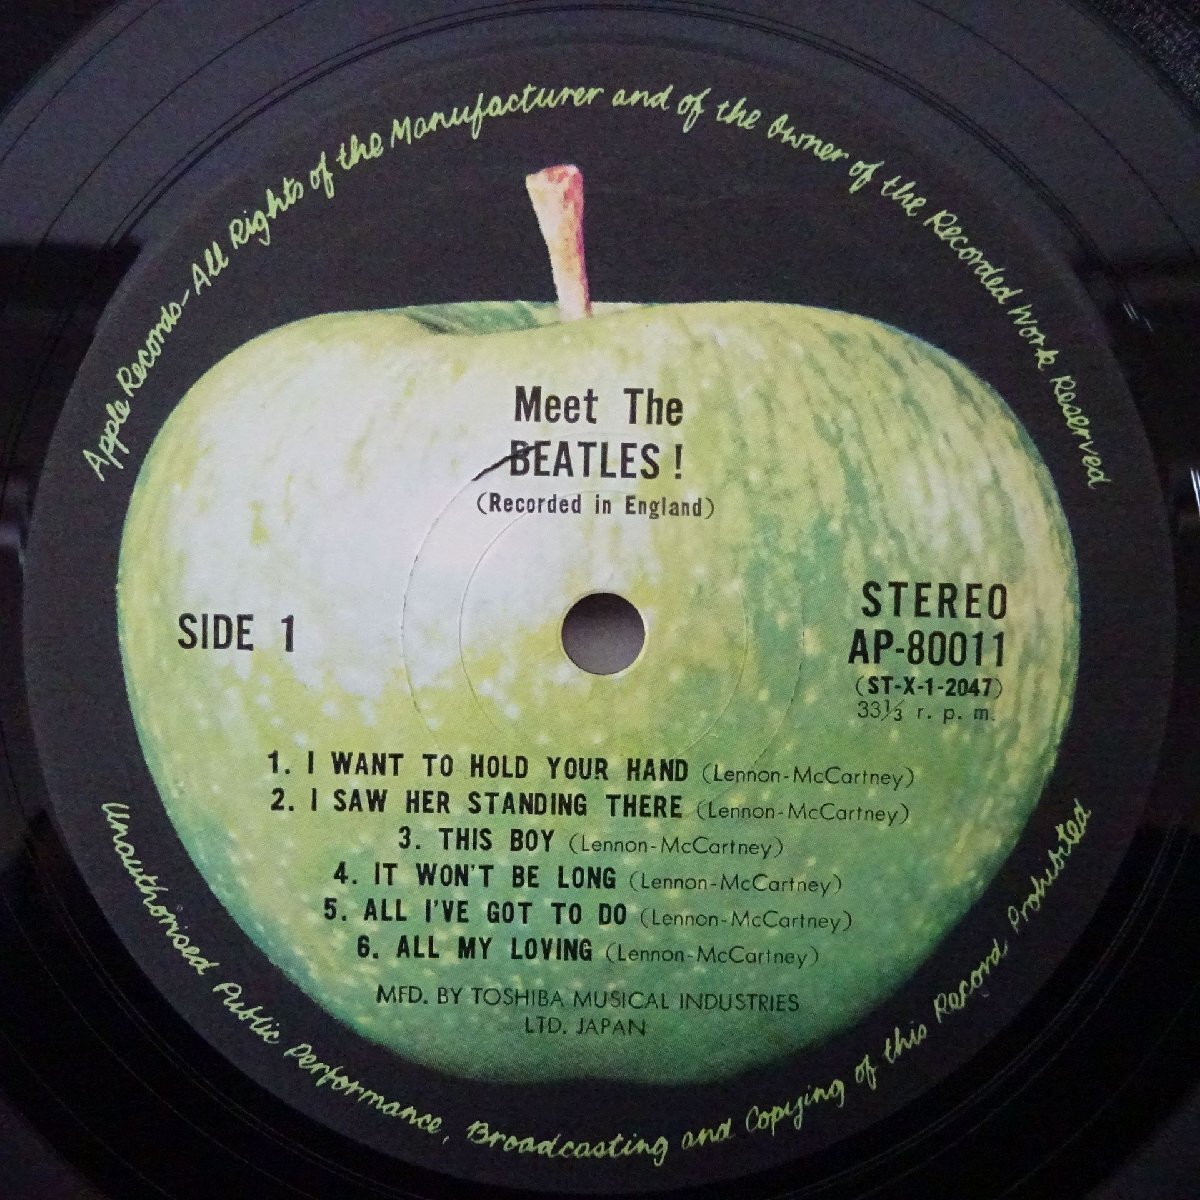 Apple Records – All Rights of the Manufacturer and of the Owner of the Recorded Work Reserved
Meet The
BEATLES !
(Recorded in England)
SIDE 1
STEREO
AP-80011
(ST-X-1-2047)
33⅓ r. p. m.
1. I WANT TO HOLD YOUR HAND (Lennon-McCartney)
2. I SAW HER STANDING THERE (Lennon-McCartney)
3. THIS BOY (Lennon-McCartney)
4. IT WON'T BE LONG (Lennon-McCartney)
5. ALL I'VE GOT TO DO (Lennon-McCartney)
6. ALL MY LOVING (Lennon-McCartney)
MFD. BY TOSHIBA MUSICAL INDUSTRIES
LTD. JAPAN
Unauthorised Public Performance, Broadcasting and Copying of this Record Prohibited